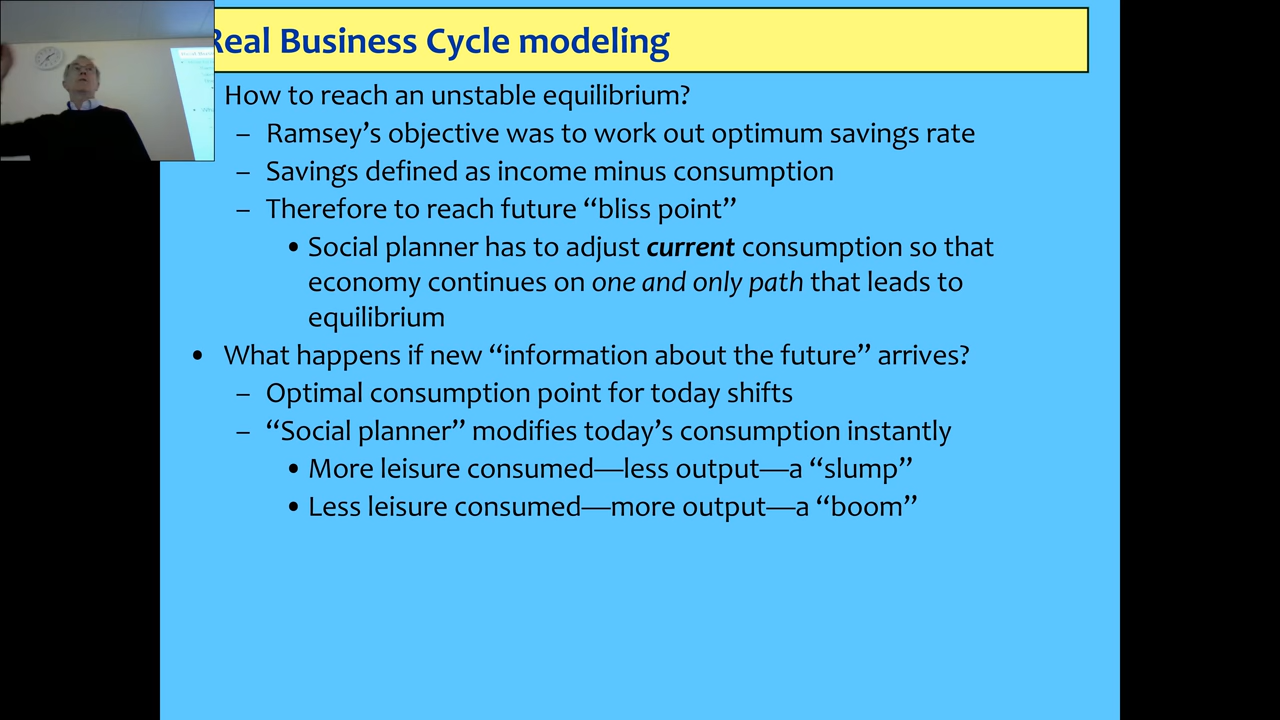 Real Business Cycle modeling
How to reach an unstable equilibrium?
– Ramsey’s objective was to work out optimum savings rate
– Savings defined as income minus consumption
– Therefore to reach future “bliss point”
• Social planner has to adjust current consumption so that
economy continues on one and only path that leads to
equilibrium
• What happens if new “information about the future” arrives?
– Optimal consumption point for today shifts
– “Social planner” modifies today’s consumption instantly
• More leisure consumed—less output—a “slump”
• Less leisure consumed—more output—a “boom”